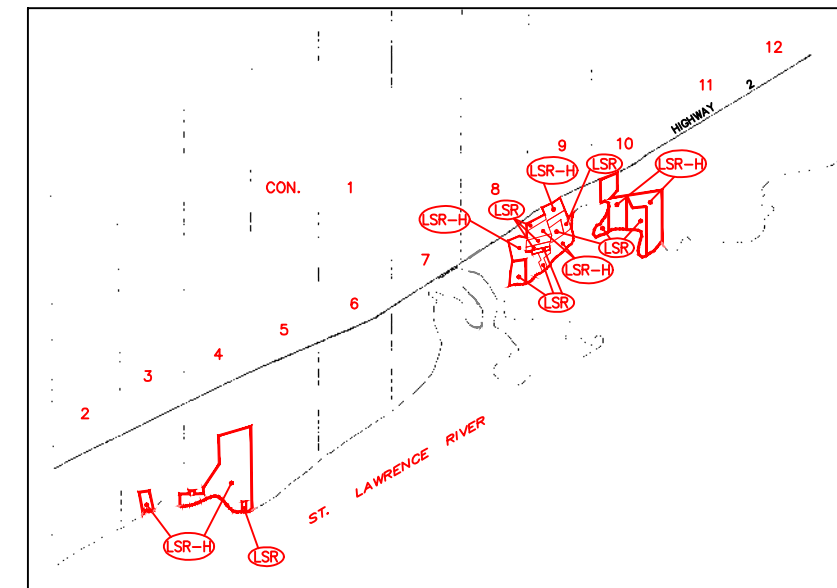 12
11
HIGHWAY 2
9
10
LSR-H
LSR
LSR-H
CON. 1
8
LSR
LSR-H
LSR
LSR-H
7
LSR
6
5
4
3
2
ST. LAWRENCE RIVER
LSR-H
LSR